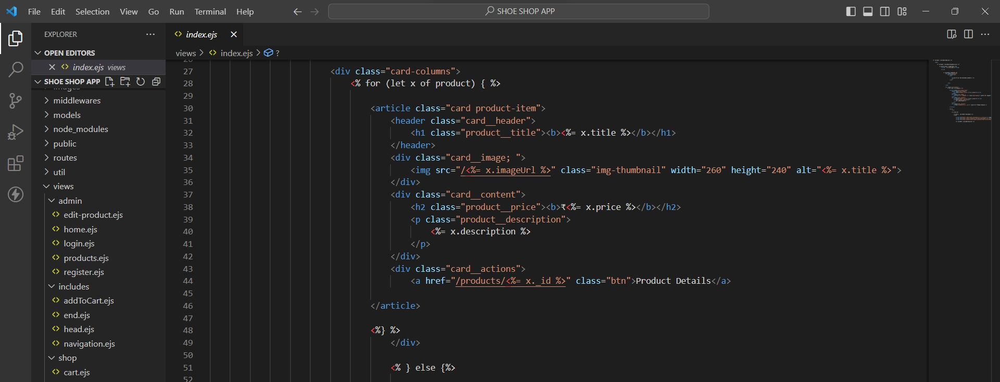 File Edit Selection View Go Run Terminal Help
SHOE SHOP APP
EXPLORER
OPEN EDITORS
index.ejs views
SHOE SHOP APP
images
middlewares
models
node_modules
public
routes
util
views
admin
edit-product.ejs
home.ejs
login.ejs
products.ejs
register.ejs
includes
addToCart.ejs
end.ejs
head.ejs
navigation.ejs
shop
cart.ejs
index.ejs
views > index.ejs > ?
26
27 <div class="card-columns">
28 <% for (let x of product) { %>
29
30 <article class="card product-item">
31 <header class="card__header">
32 <h1 class="product__title"><b><%= x.title %></b></h1>
33 </header>
34 <div class="card__image; ">
35 <img src="/<%= x.imageUrl %>" class="img-thumbnail" width="260" height="240" alt="<%= x.title %>">
36 </div>
37 <div class="card__content">
38 <h2 class="product__price"><b>₹<%= x.price %></b></h2>
39 <p class="product__description">
40 <%= x.description %>
41 </p>
42 </div>
43 <div class="card__actions">
44 <a href="/products/<%= x._id %>" class="btn">Product Details</a>
45
46 </article>
47
48 <%} %>
49 </div>
50
51 <% } else {%>
52